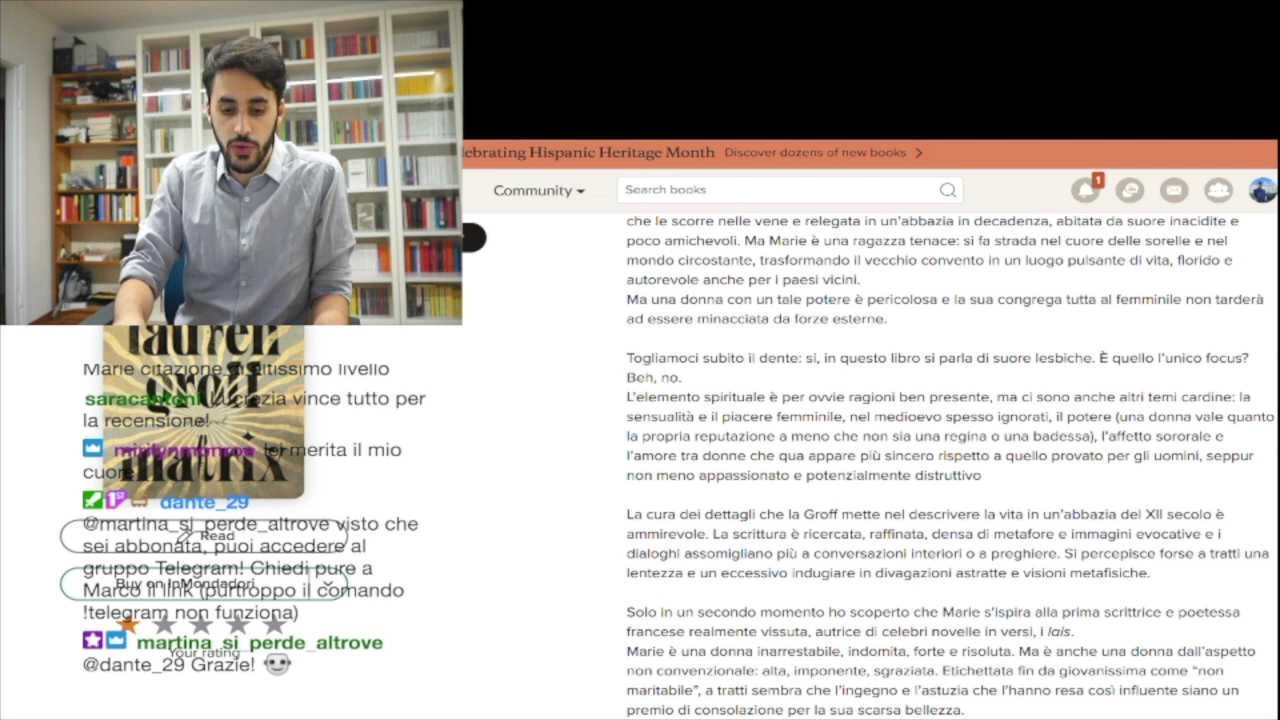 lebrating Hispanic Heritage Month Discover dozens of new books
Community
Search books
1
che le scorre nelle vene e relegata in un'abbazia in decadenza, abitata da suore inacidite e
poco amichevoli. Ma Marie è una ragazza tenace: si fa strada nel cuore delle sorelle e nel
mondo circostante, trasformando il vecchio convento in un luogo pulsante di vita, florido e
autorevole anche per i paesi vicini.
Ma una donna con un tale potere è pericolosa e la sua congrega tutta al femminile non tarderà
ad essere minacciata da forze esterne.
Togliamoci subito il dente: sì, in questo libro si parla di suore lesbiche. È quello l'unico focus?
Beh, no.
L'elemento spirituale è per ovvie ragioni ben presente, ma ci sono anche altri temi cardine: la
sensualità e il piacere femminile, nel medioevo spesso ignorati, il potere (una donna vale quanto
la propria reputazione a meno che non sia una regina o una badessa), l'affetto sororale e
l'amore tra donne che qua appare più sincero rispetto a quello provato per gli uomini, seppur
non meno appassionato e potenzialmente distruttivo
La cura dei dettagli che la Groff mette nel descrivere la vita in un'abbazia del XII secolo è
ammirevole. La scrittura è ricercata, raffinata, densa di metafore e immagini evocative e i
dialoghi assomigliano più a conversazioni interiori o a preghiere. Si percepisce forse a tratti una
lentezza e un eccessivo indugiare in divagazioni astratte e visioni metafisiche.
Solo in un secondo momento ho scoperto che Marie s'ispira alla prima scrittrice e poetessa
francese realmente vissuta, autrice di celebri novelle in versi, i lais.
Marie è una donna inarrestabile, indomita, forte e risoluta. Ma è anche una donna dall'aspetto
non convenzionale: alta, imponente, sgraziata. Etichettata fin da giovanissima come "non
maritabile", a tratti sembra che l'ingegno e l'astuzia che l'hanno resa così influente siano un
premio di consolazione per la sua scarsa bellezza.
lauren
groff
matrix
Marie citazione di altissimo livello
saracantoni Lucrezia vince tutto per
la recensione!
lei merita il mio
cuore
1ST dante_29
@martina_si_perde_altrove visto che
sei abbonata, puoi accedere al
gruppo Telegram! Chiedi pure a
Marco il link (purtroppo il comando
!telegram non funziona)
martina_si_perde_altrove
@dante_29 Grazie!
Read
Buy on InMondadori
Your rating